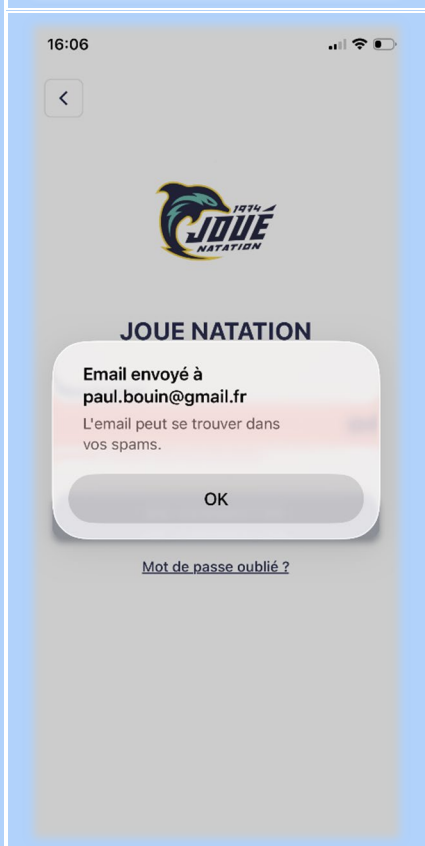 16:06
1974
JOUÉ
NATATION
JOUE NATATION
Email envoyé à
paul.bouin@gmail.fr
L'email peut se trouver dans
vos spams.
OK
Mot de passe oublié ?